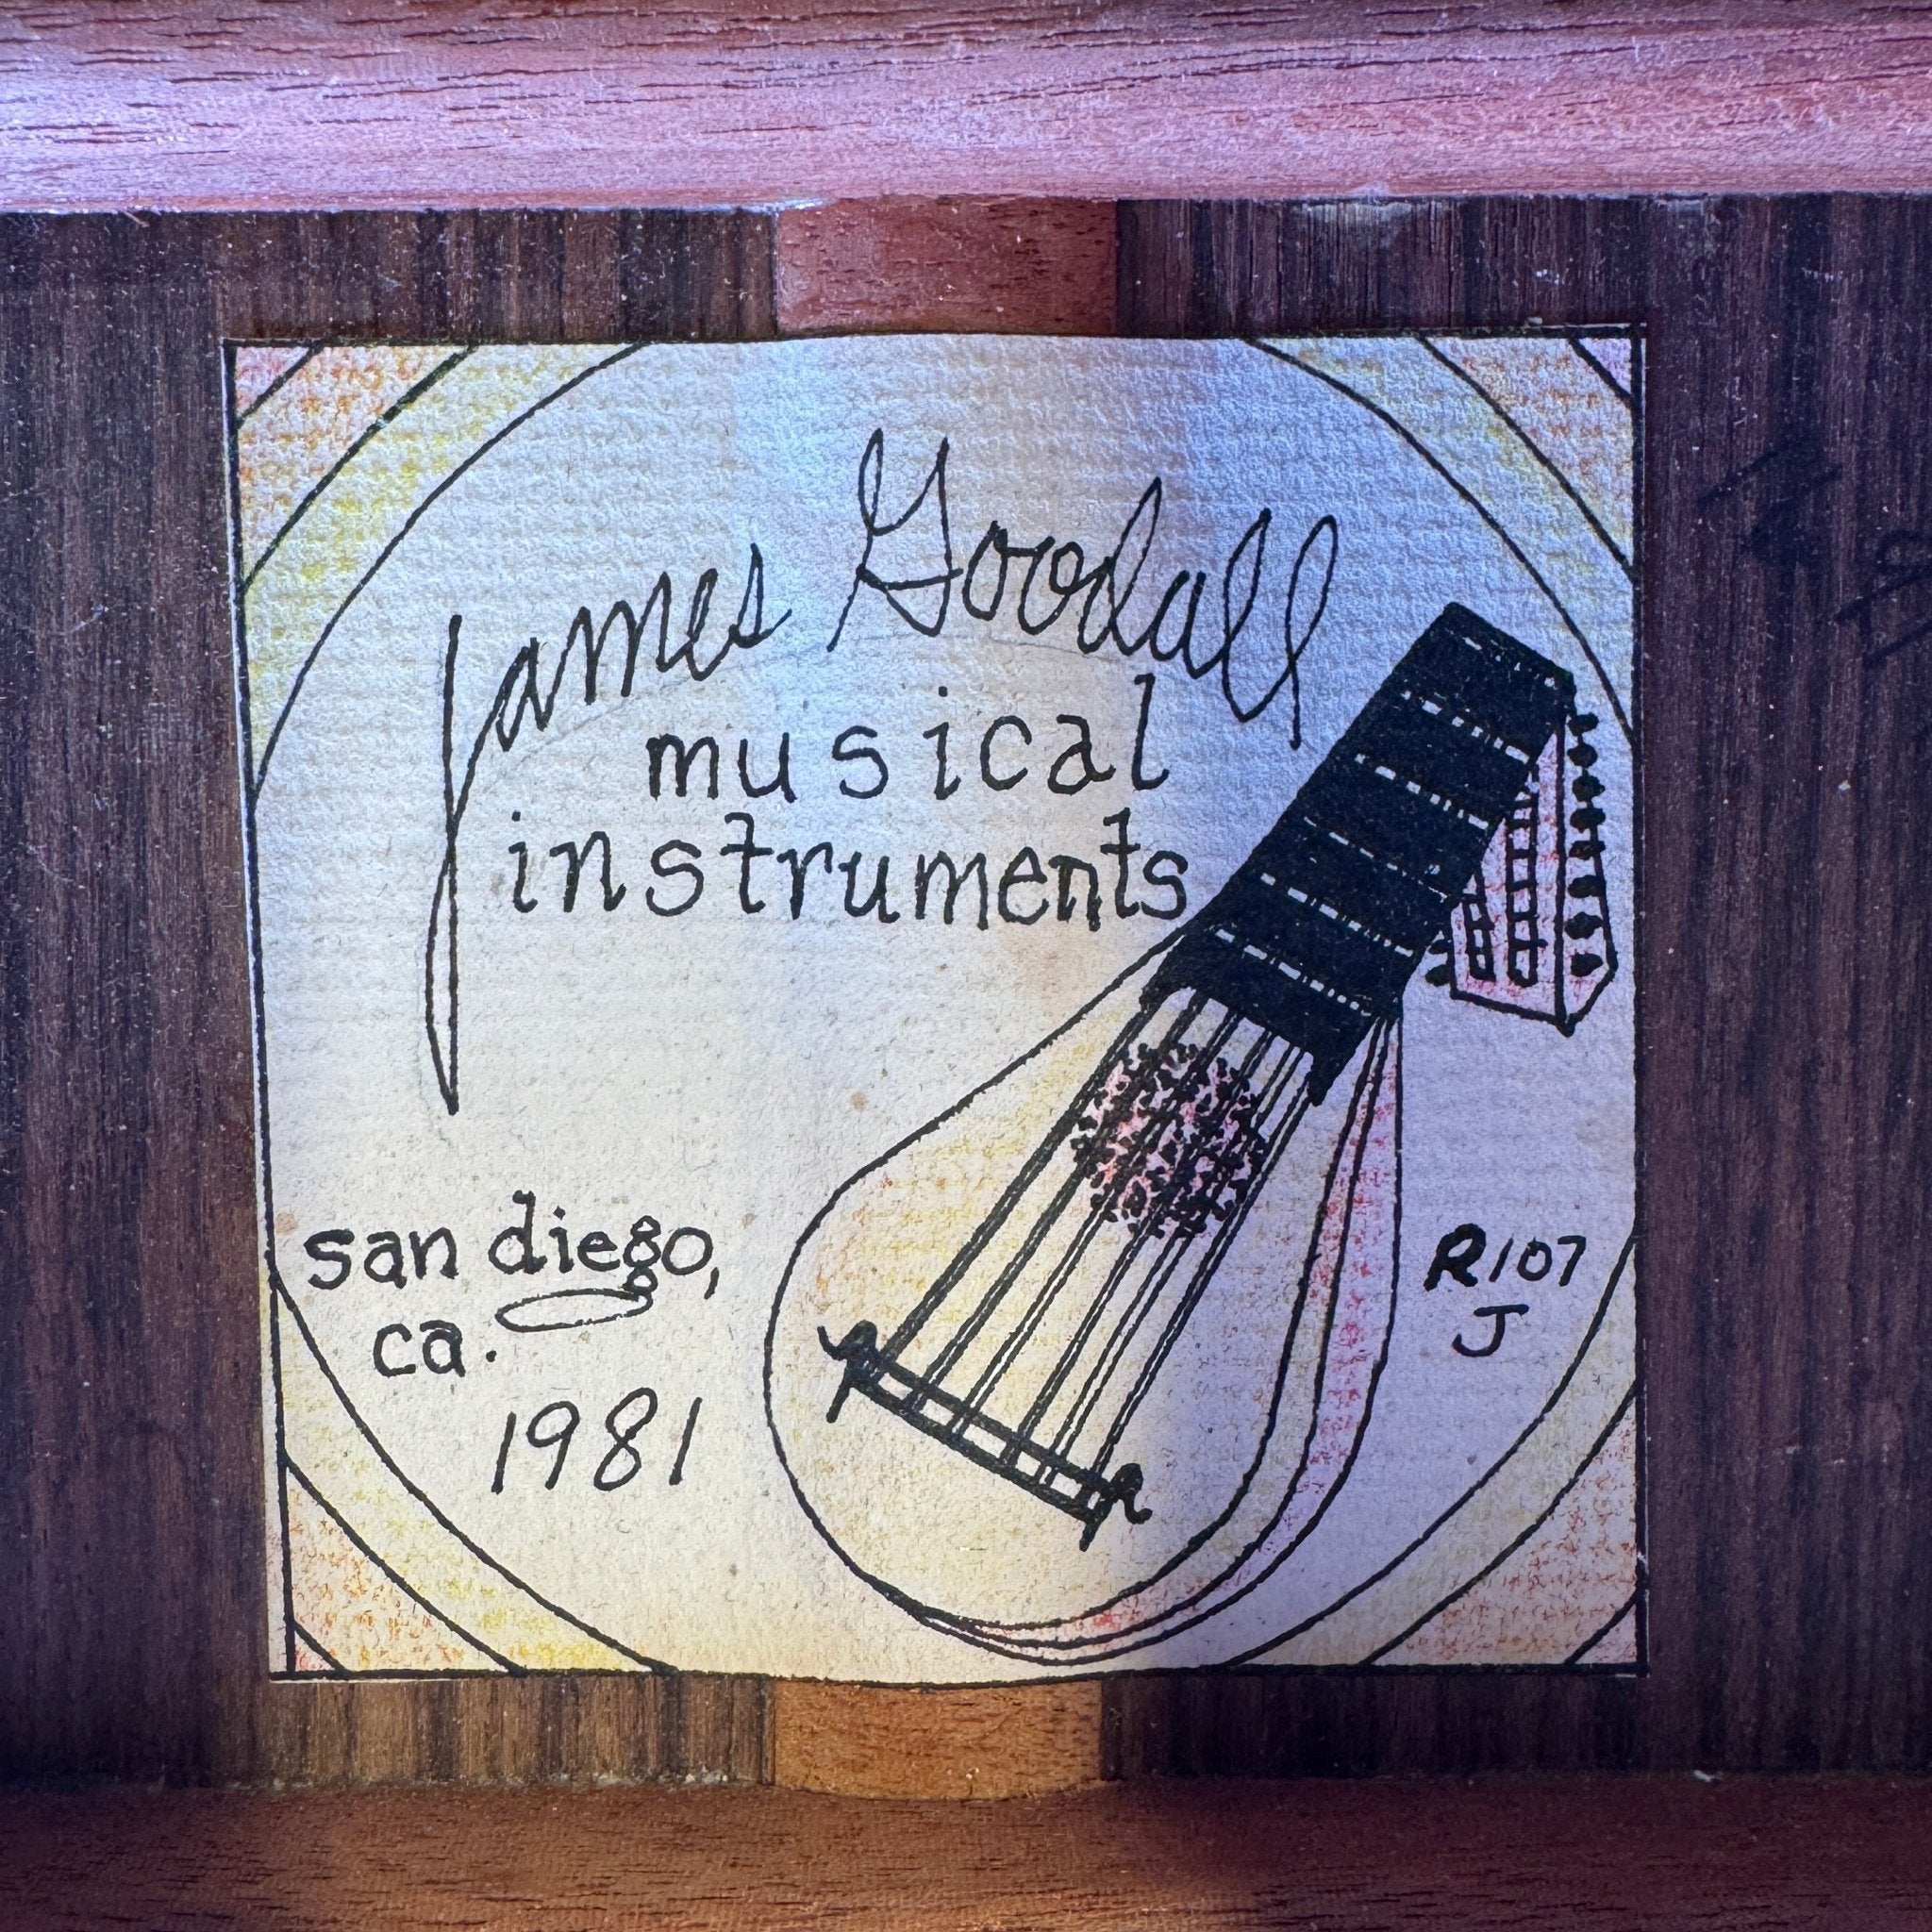 James Goodall
musical
instruments
san diego,
ca.
1981
R107
J